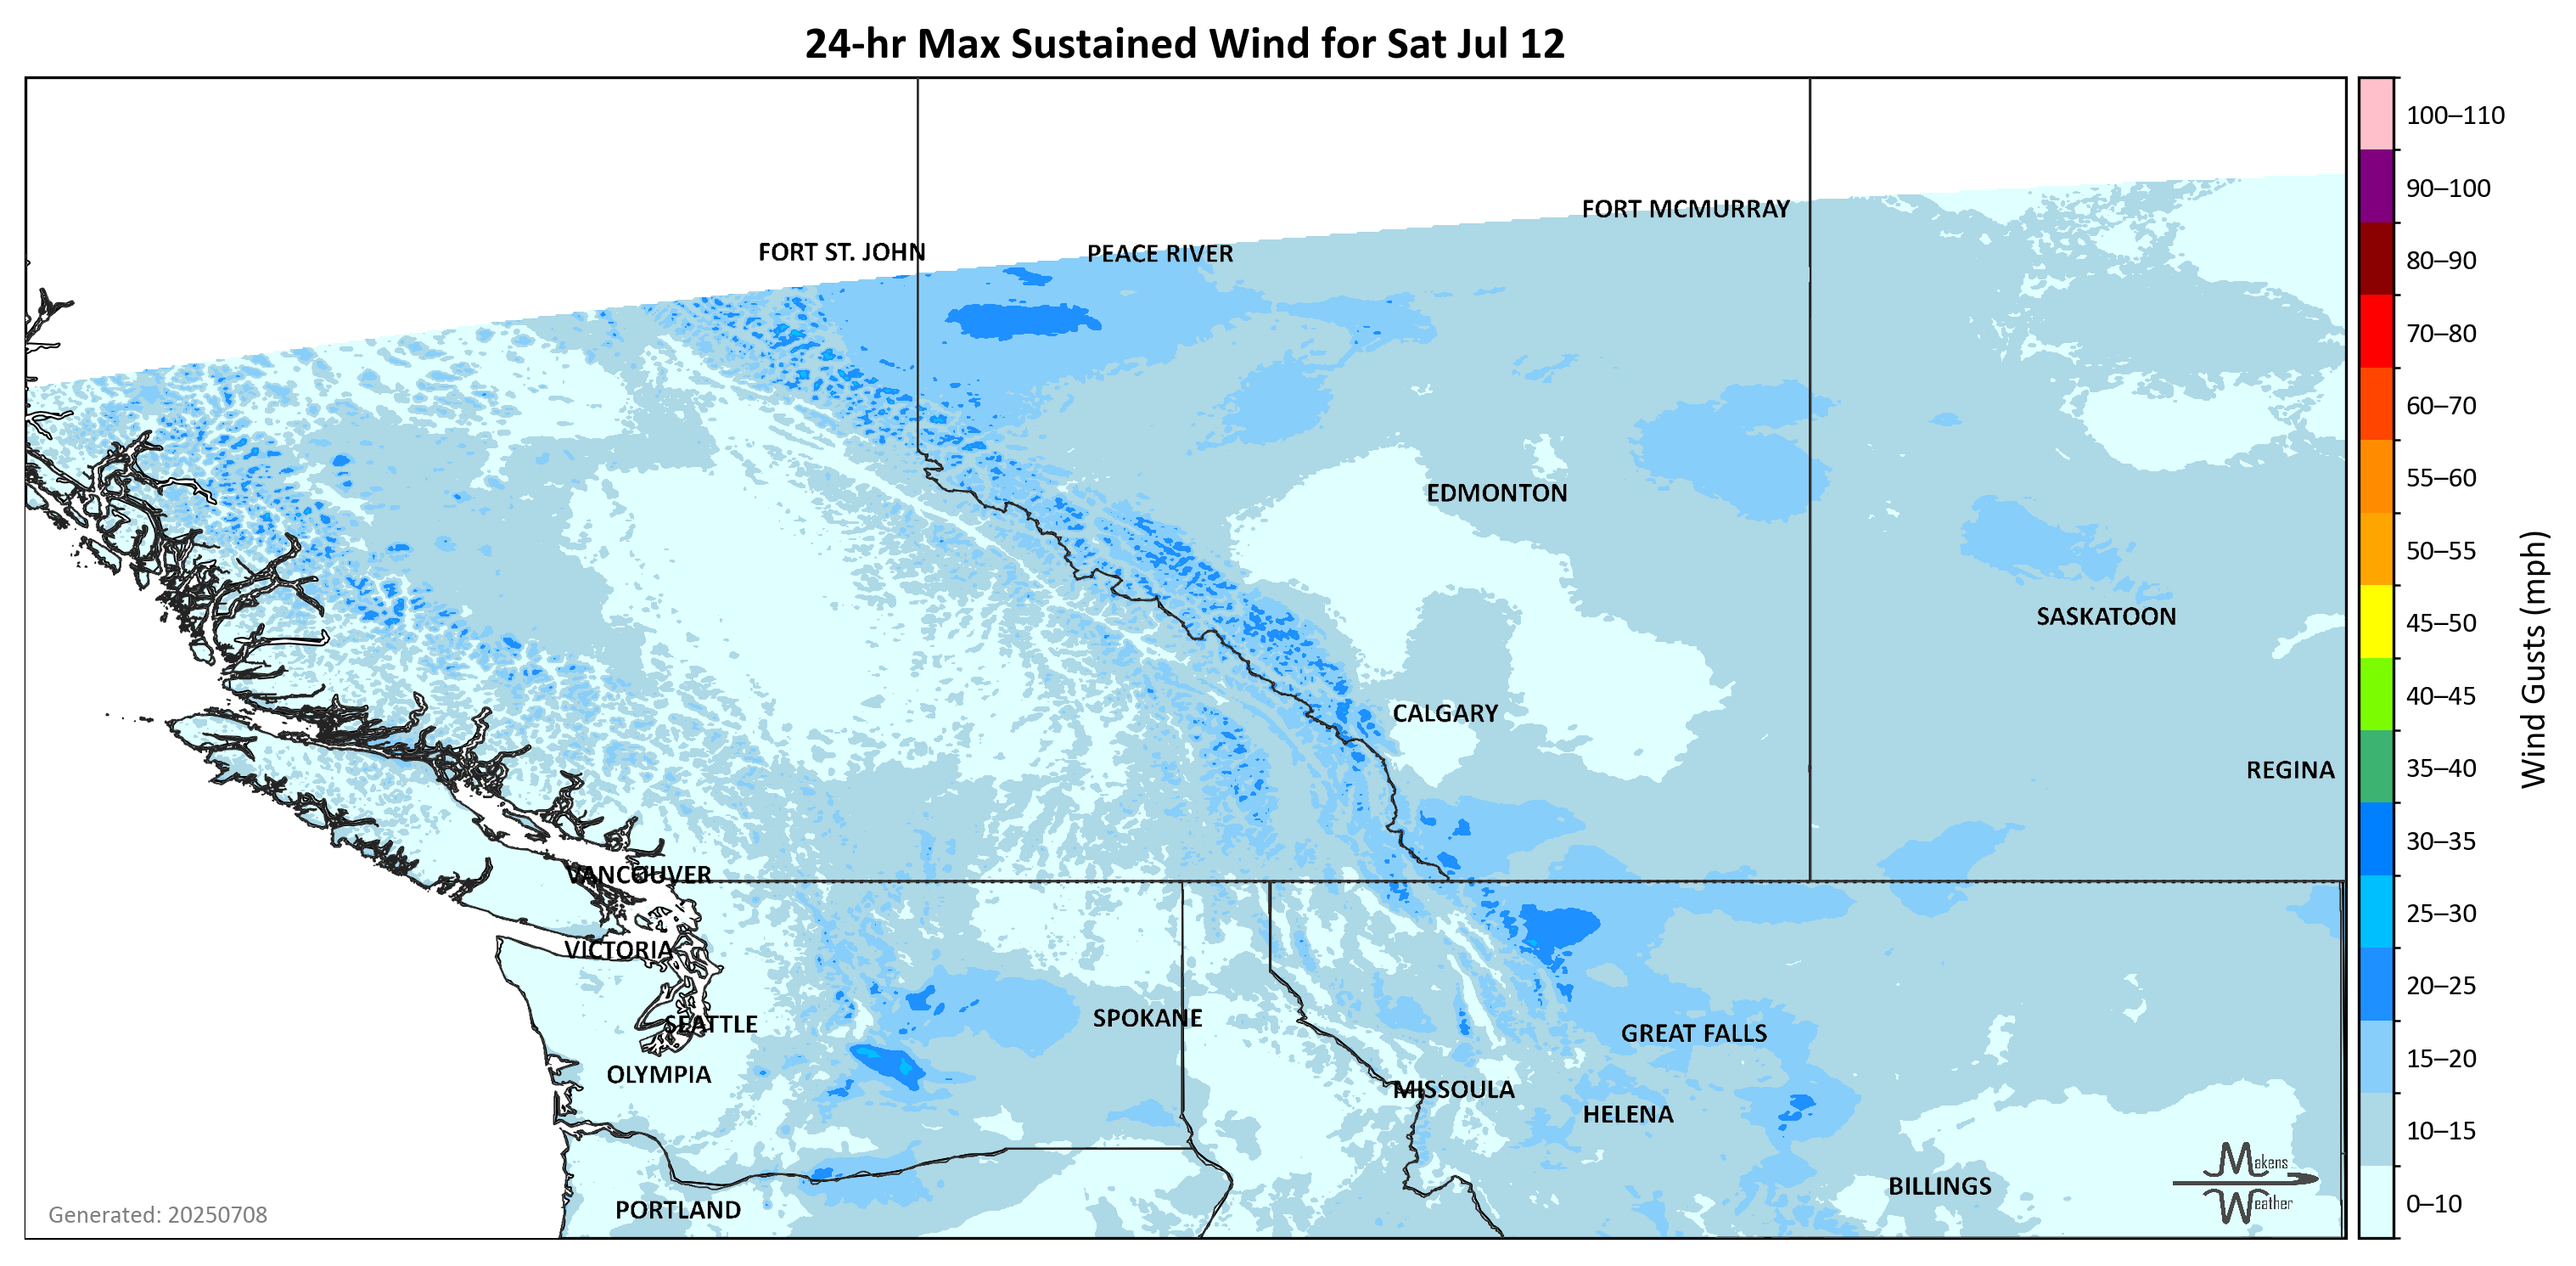 24-hr Max Sustained Wind for Sat Jul 12
100–110
FORT MCMURRAY
90–100
FORT ST. JOHN
PEACE RIVER
80–90
70–80
60–70
EDMONTON
55–60
50–55
SASKATOON
45–50
Wind Gusts (mph)
40–45
CALGARY
REGINA
35–40
30–35
VANCOUVER
25–30
VICTORIA
20–25
SPOKANE
SEATTLE
GREAT FALLS
15–20
OLYMPIA
MISSOULA
HELENA
10–15
Makens
Weather
BILLINGS
0–10
PORTLAND
Generated: 20250708